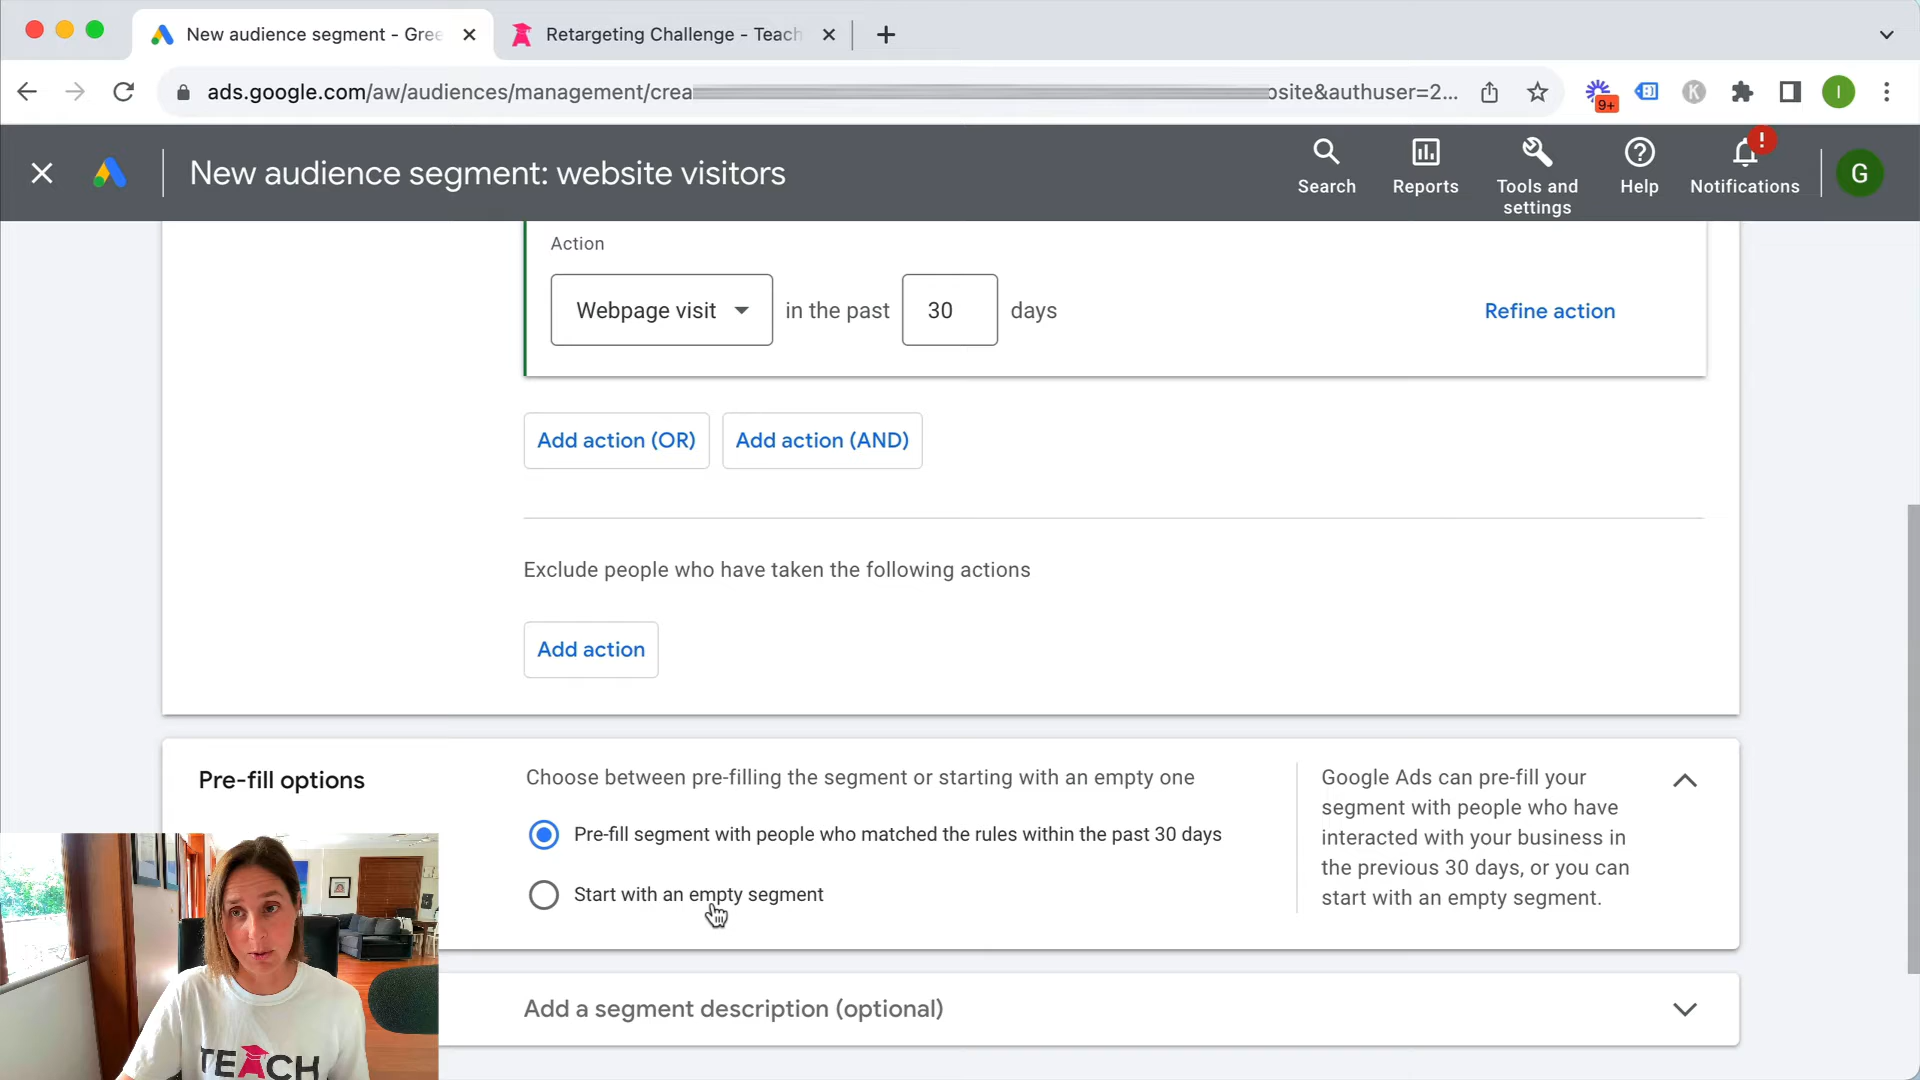 New audience segment - Gree
Retargeting Challenge - Teach
ads.google.com/aw/audiences/management/crea
osite&authuser=2...
9+
K
I
New audience segment: website visitors
Search
Reports
Tools and
settings
Help
!
Notifications
G
Action
Webpage visit
in the past
30
days
Refine action
Add action (OR)
Add action (AND)
Exclude people who have taken the following actions
Add action
Pre-fill options
Choose between pre-filling the segment or starting with an empty one
Pre-fill segment with people who matched the rules within the past 30 days
Start with an empty segment
Google Ads can pre-fill your
segment with people who have
interacted with your business in
the previous 30 days, or you can
start with an empty segment.
Add a segment description (optional)
TEACH